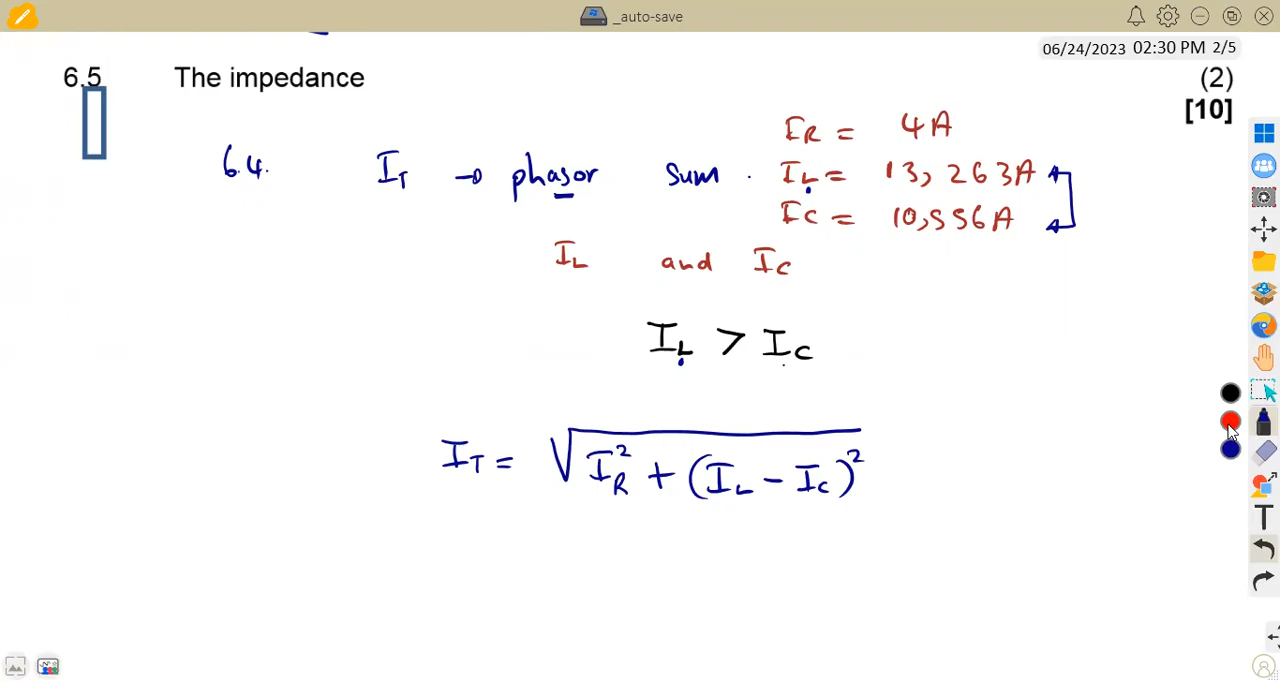 _auto-save
06/24/2023 02:30 PM 2/5
6.5 The impedance (2)
[10]
6.4. IT → phasor sum.
IR = 4A
IL = 13,263A
IC = 10,556A
IL and IC
IL > IC
IT = √(IR² + (IL − IC)²)
T